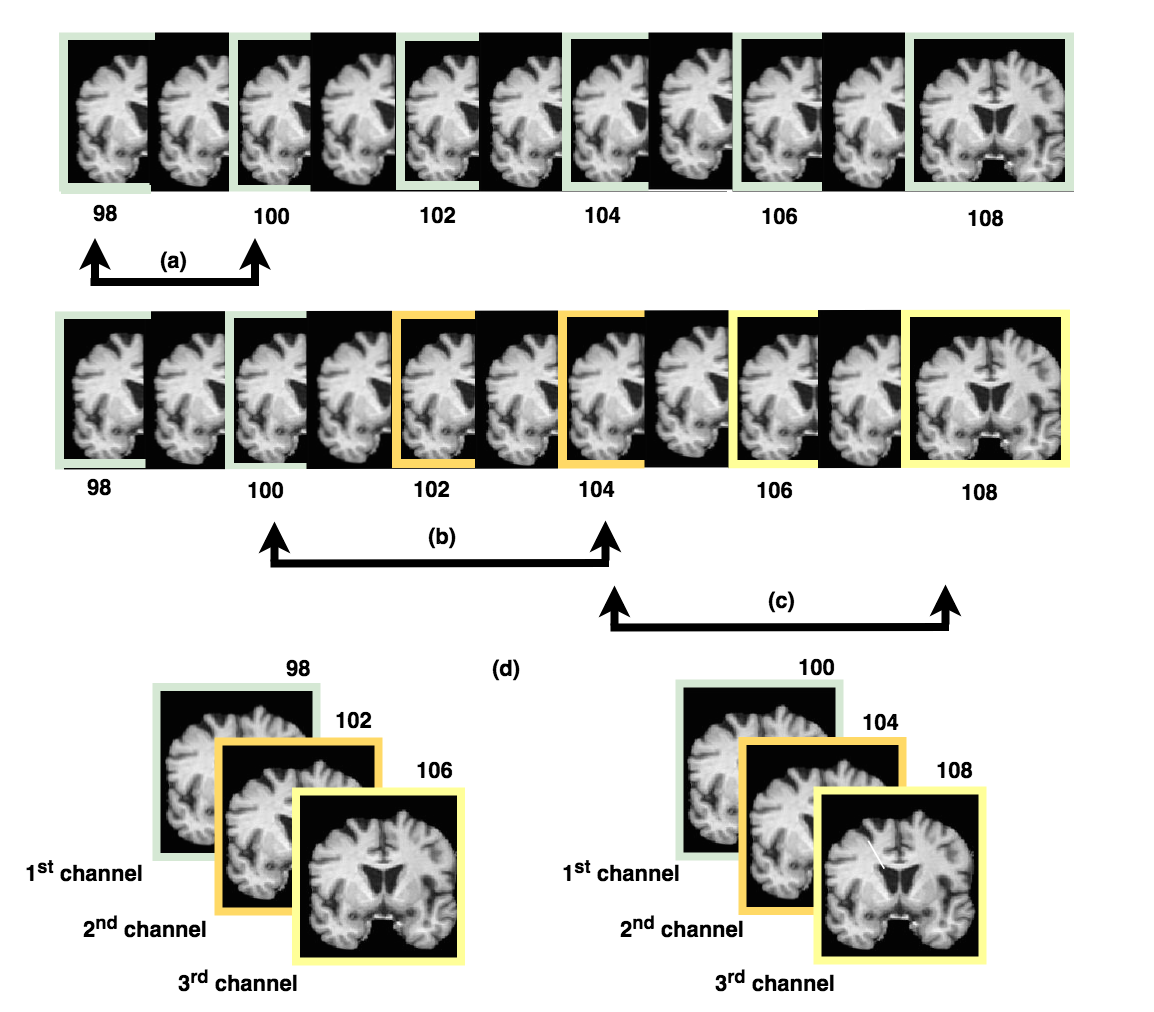 98 100 102 104 106 108
(a)
98 100 102 104 106 108
(b)
(c)
(d)
98 100
102 104
106 108
1st channel 1st channel
2nd channel 2nd channel
3rd channel 3rd channel